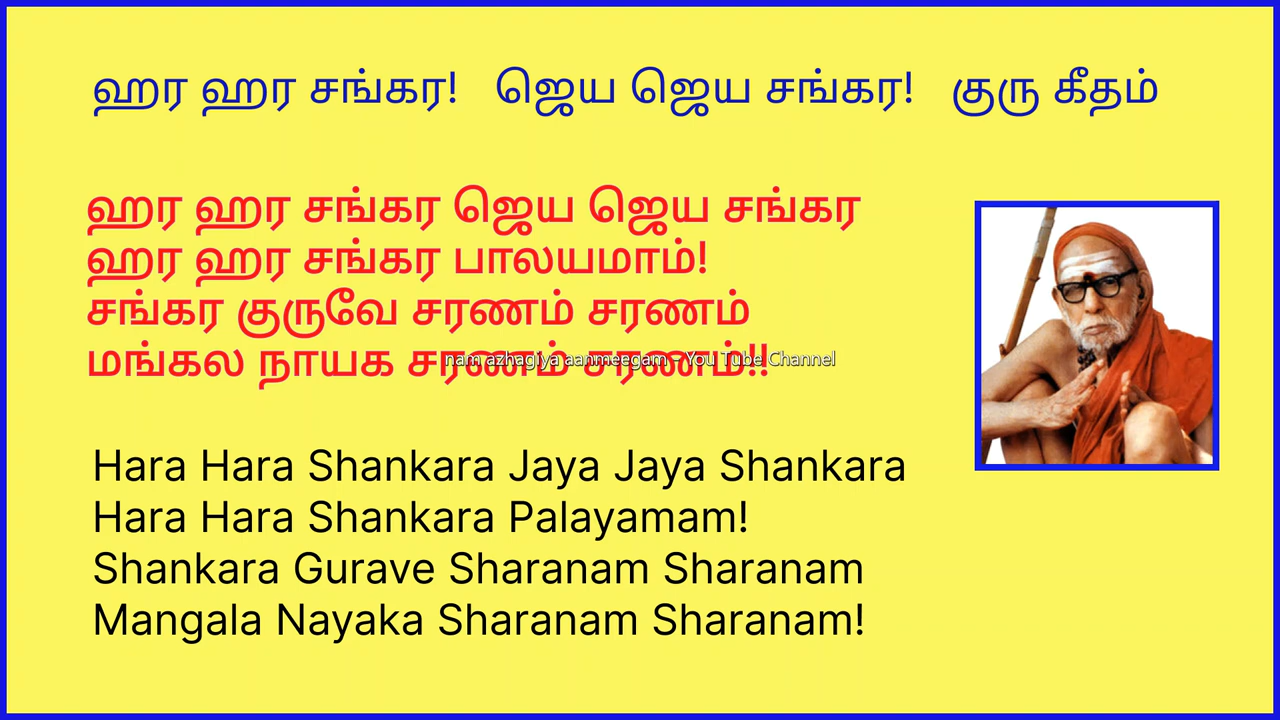 ஹர ஹர சங்கர!   ஜெய ஜெய சங்கர!   குரு கீதம்
ஹர ஹர சங்கர ஜெய ஜெய சங்கர
ஹர ஹர சங்கர பாலயமாம்!
சங்கர குருவே சரணம் சரணம்
மங்கல நாயக சரணம் சரணம்!!
nam azhagiya aanmeegam - You Tube Channel
Hara Hara Shankara Jaya Jaya Shankara
Hara Hara Shankara Palayamam!
Shankara Gurave Sharanam Sharanam
Mangala Nayaka Sharanam Sharanam!